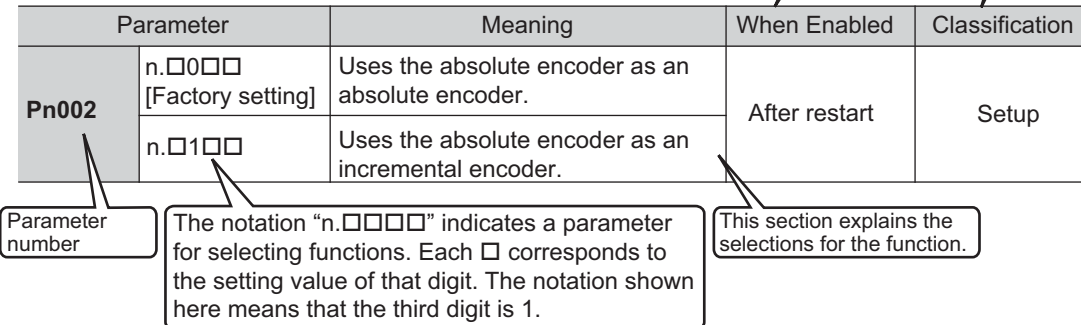 Parameter Meaning When Enabled Classification
Pn002
n.□0□□
[Factory setting]
Uses the absolute encoder as an
absolute encoder.
n.□1□□
Uses the absolute encoder as an
incremental encoder.
After restart
Setup
Parameter
number
The notation “n.□□□□” indicates a parameter
for selecting functions. Each □ corresponds to
the setting value of that digit. The notation shown
here means that the third digit is 1.
This section explains the
selections for the function.